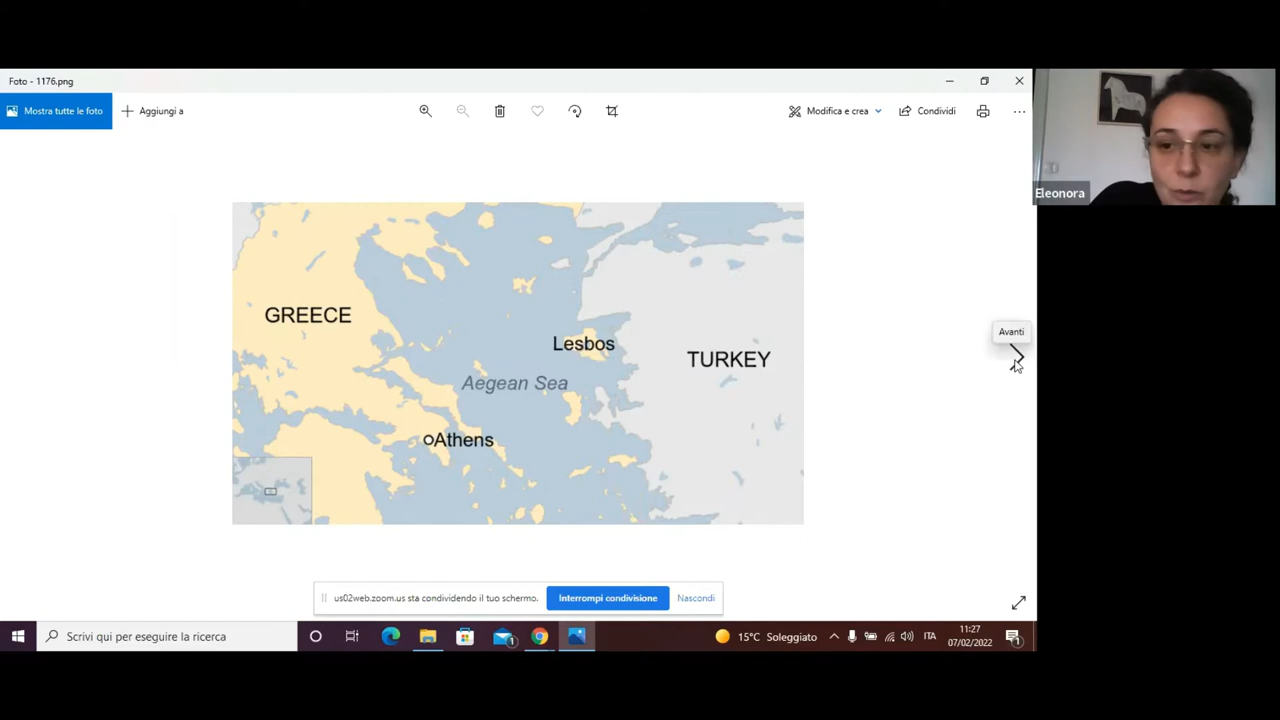 Foto - 1176.png
Mostra tutte le foto
Aggiungi a
Modifica e crea
Condividi
Eleonora
GREECE
Lesbos
TURKEY
Aegean Sea
Athens
Avanti
us02web.zoom.us sta condividendo il tuo schermo.
Interrompi condivisione
Nascondi
Scrivi qui per eseguire la ricerca
1
15°C Soleggiato
ITA
11:27
07/02/2022
1